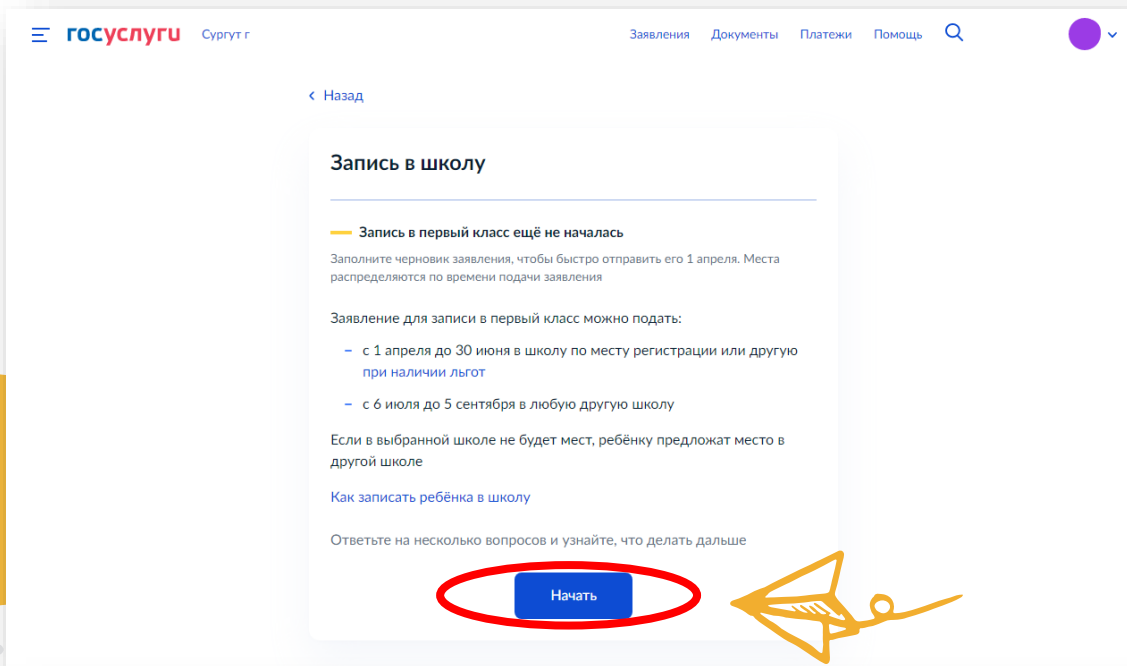 госуслуги Сургут г Заявления Документы Платежи Помощь
Назад
Запись в школу
Запись в первый класс ещё не началась
Заполните черновик заявления, чтобы быстро отправить его 1 апреля. Места
распределяются по времени подачи заявления
Заявление для записи в первый класс можно подать:
– с 1 апреля до 30 июня в школу по месту регистрации или другую
при наличии льгот
– с 6 июля до 5 сентября в любую другую школу
Если в выбранной школе не будет мест, ребёнку предложат место в
другой школе
Как записать ребёнка в школу
Ответьте на несколько вопросов и узнайте, что делать дальше
Начать